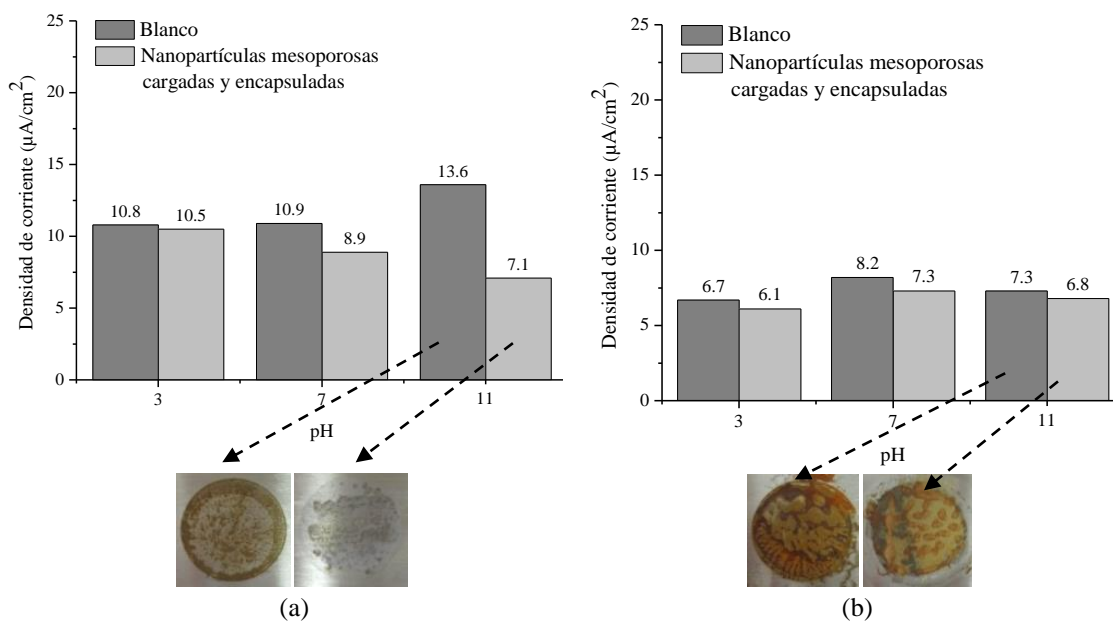 25
20
15
10
5
0
Densidad de corriente (µA/cm²)
Blanco
Nanopartículas mesoporosas
cargadas y encapsuladas
10.8
10.5
10.9
8.9
13.6
7.1
3
7
11
pH
(a)
25
20
15
10
5
0
Densidad de corriente (µA/cm²)
Blanco
Nanopartículas mesoporosas
cargadas y encapsuladas
6.7
6.1
8.2
7.3
7.3
6.8
3
7
11
pH
(b)